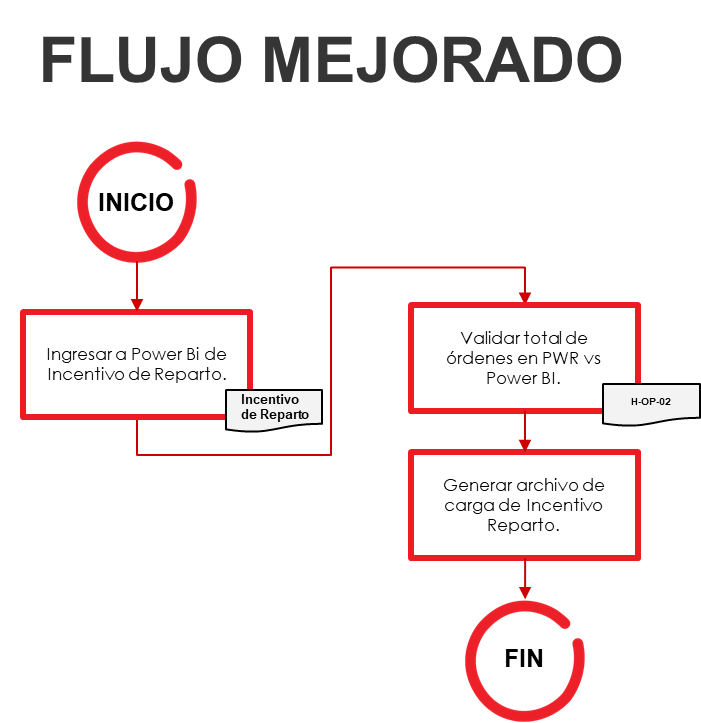 FLUJO MEJORADO
INICIO
Ingresar a Power Bi de
Incentivo de Reparto.
Incentivo
de Reparto
Validar total de
órdenes en PWR vs
Power BI.
H-OP-02
Generar archivo de
carga de Incentivo
Reparto.
FIN